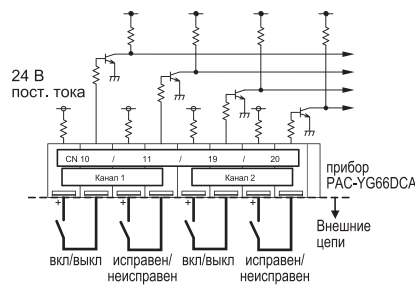 24 В
пост. тока
CN 10 / 11 / 19 / 20
Канал 1
Канал 2
прибор
PAC-YG66DCA
+
+
+
+
Внешние
цепи
вкл/выкл
исправен/
неисправен
вкл/выкл
исправен/
неисправен